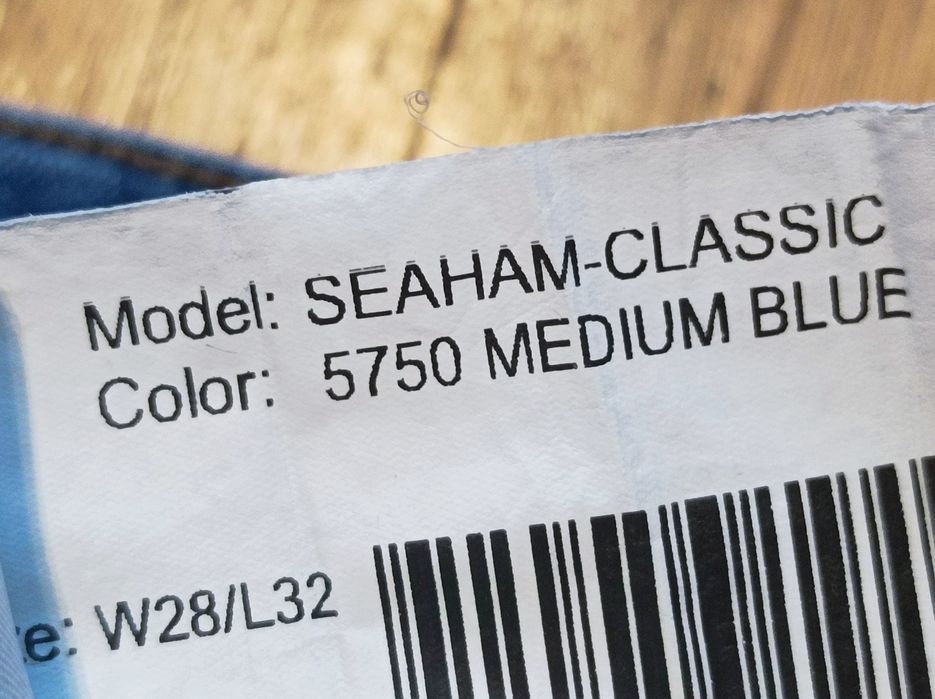 Model: SEAHAM-CLASSIC
Color: 5750 MEDIUM BLUE
W28/L32